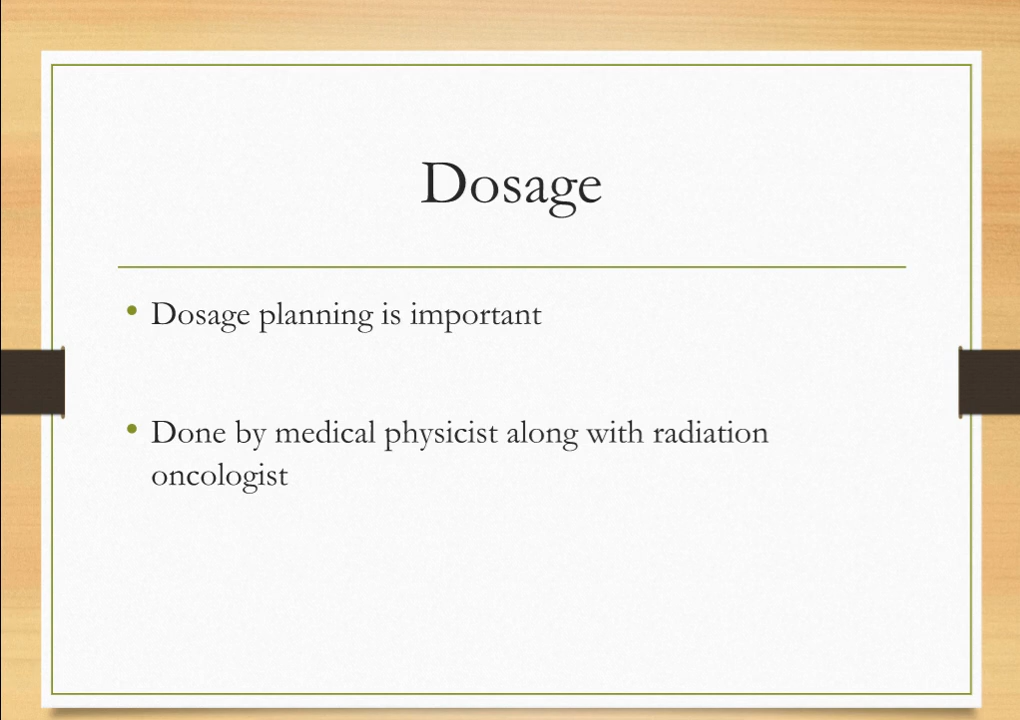 Dosage
• Dosage planning is important
• Done by medical physicist along with radiation
oncologist